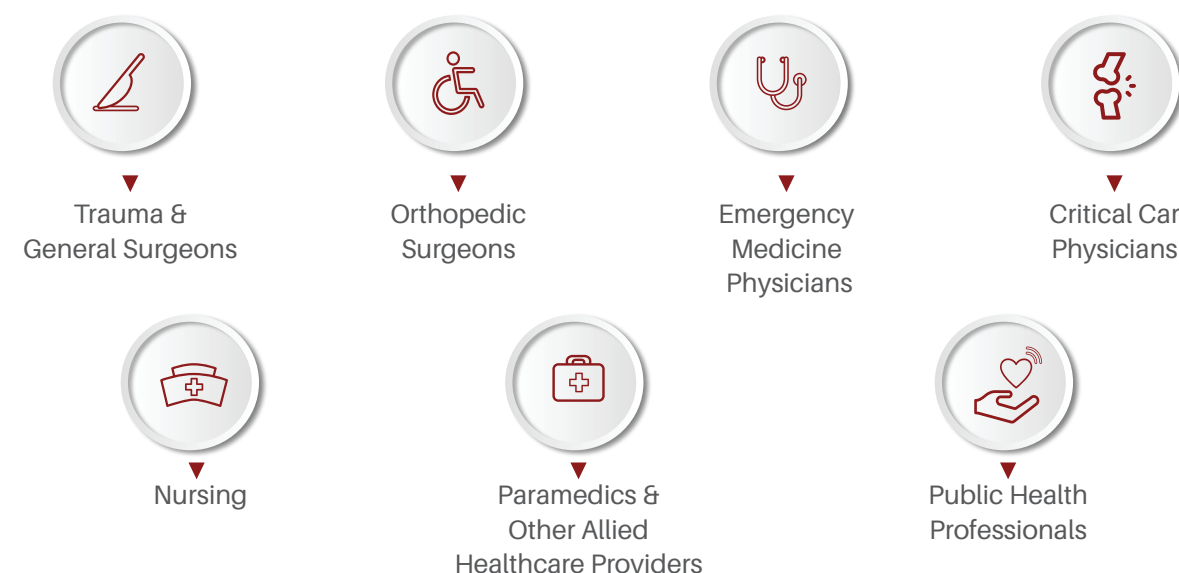 Trauma &
General Surgeons
Orthopedic
Surgeons
Emergency
Medicine
Physicians
Critical Car
Physicians
Nursing
Paramedics &
Other Allied
Healthcare Providers
Public Health
Professionals